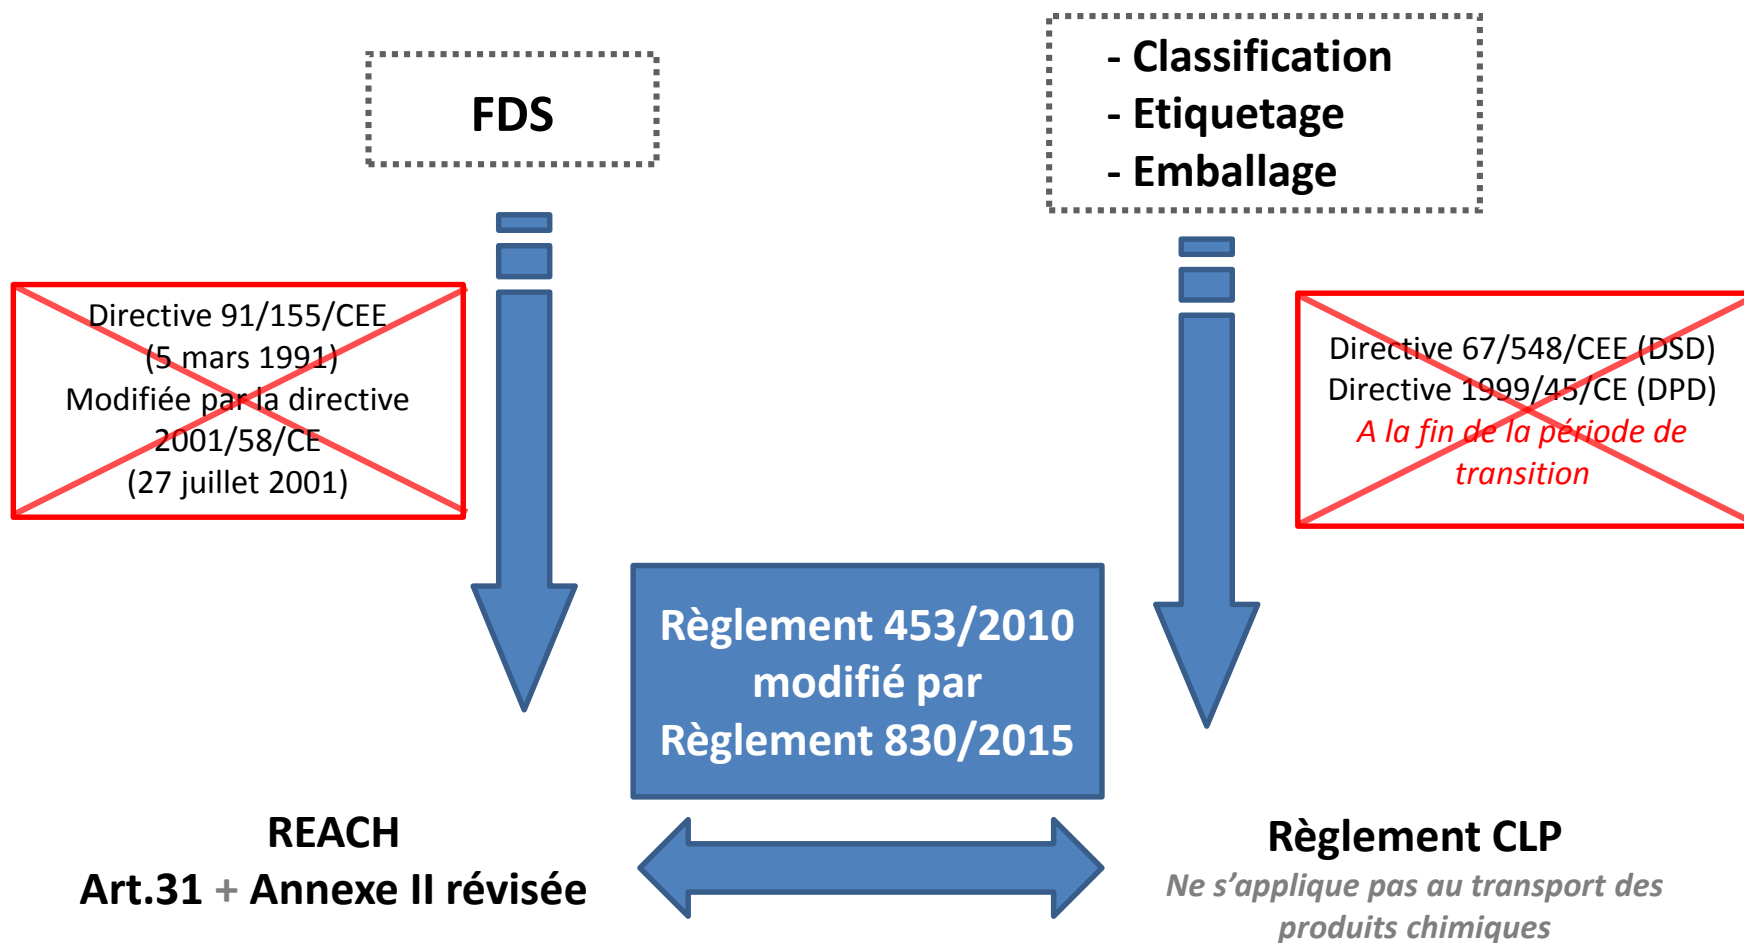 FDS
- Classification
- Etiquetage
- Emballage
Directive 91/155/CEE
(5 mars 1991)
Modifiée par la directive
2001/58/CE
(27 juillet 2001)
Directive 67/548/CEE (DSD)
Directive 1999/45/CE (DPD)
A la fin de la période de
transition
Règlement 453/2010
modifié par
Règlement 830/2015
REACH
Art.31 + Annexe II révisée
Règlement CLP
Ne s’applique pas au transport des
produits chimiques